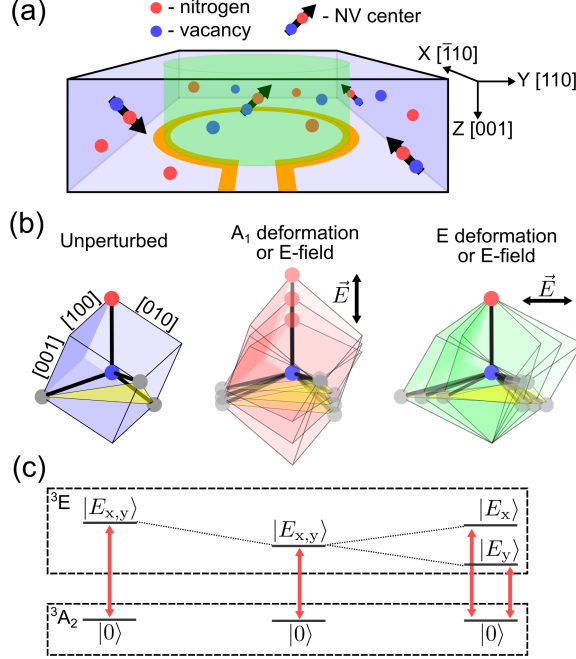 (a)
- nitrogen
- vacancy
- NV center
X [1̅10]
Y [110]
Z [001]
(b)
Unperturbed
A₁ deformation
or E-field
E deformation
or E-field
[001]
[100]
[010]
E⃗
E⃗
(c)
³E
|Eₓ,ᵧ⟩
|Eₓ,ᵧ⟩
|Eₓ⟩
|Eᵧ⟩
³A₂
|0⟩
|0⟩
|0⟩